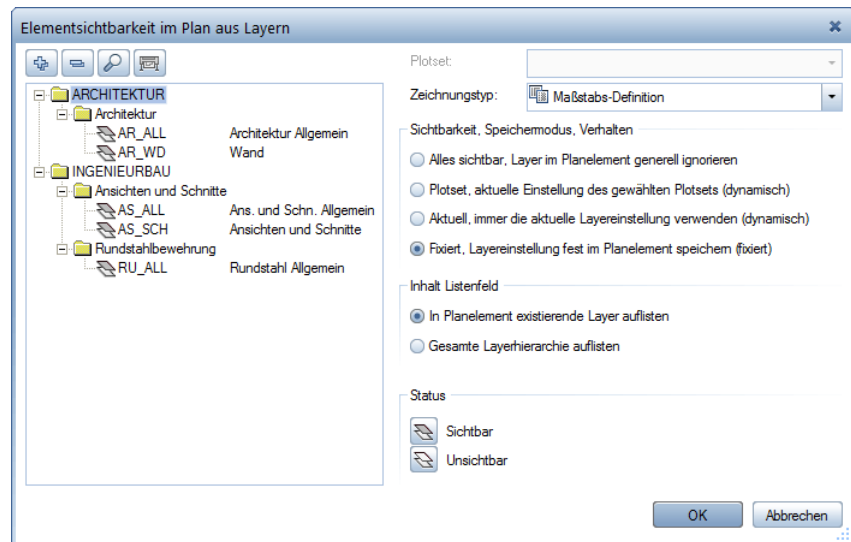 Elementsichtbarkeit im Plan aus Layern
ARCHITEKTUR
Architektur
AR_ALL Architektur Allgemein
AR_WD Wand
INGENIEURBAU
Ansichten und Schnitte
AS_ALL Ans. und Schn. Allgemein
AS_SCH Ansichten und Schnitte
Rundstahlbewehrung
RU_ALL Rundstahl Allgemein
Plotset:
Zeichnungstyp: Maßstabs-Definition
Sichtbarkeit, Speichermodus, Verhalten
Alles sichtbar, Layer im Planelement generell ignorieren
Plotset, aktuelle Einstellung des gewählten Plotsets (dynamisch)
Aktuell, immer die aktuelle Layereinstellung verwenden (dynamisch)
Fixiert, Layereinstellung fest im Planelement speichern (fixiert)
Inhalt Listenfeld
In Planelement existierende Layer auflisten
Gesamte Layerhierarchie auflisten
Status
Sichtbar
Unsichtbar
OK Abbrechen